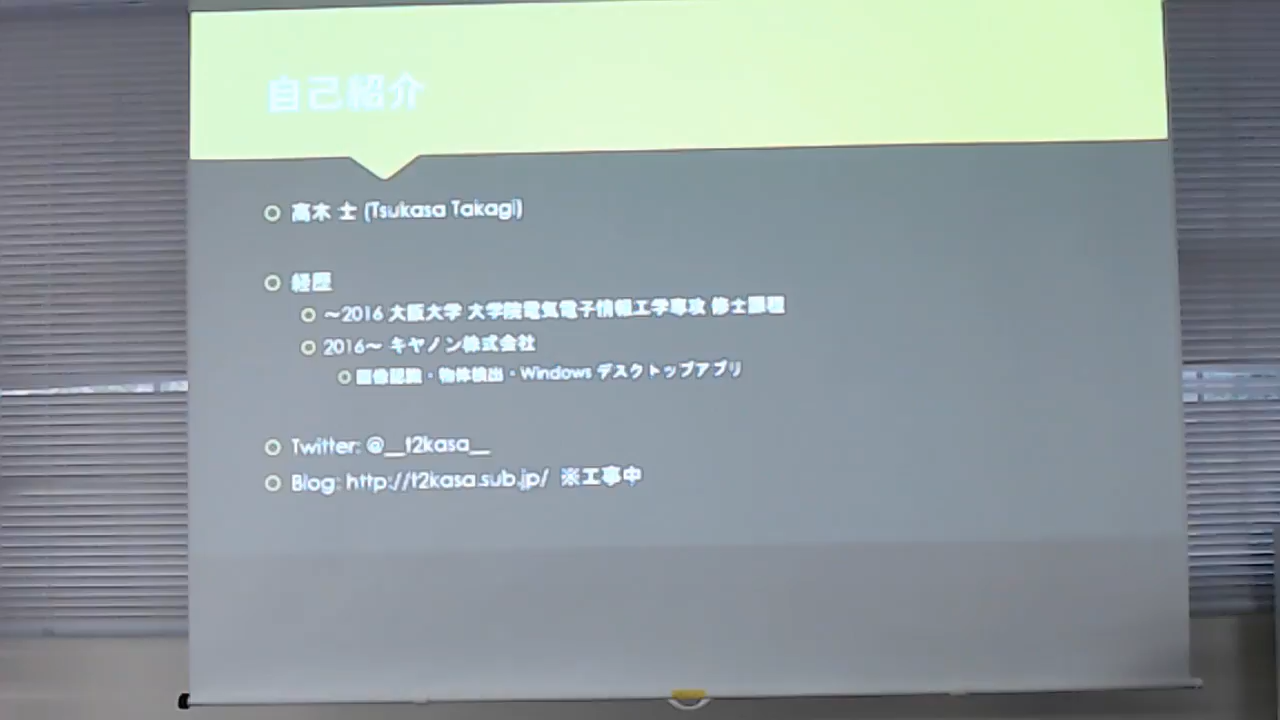 自己紹介
高木 士 (Tsukasa Takagi)
経歴
～2016 大阪大学 大学院電気電子情報工学専攻 修士課程
2016～ キヤノン株式会社
画像認識・物体検出・Windows デスクトップアプリ
Twitter: @__t2kasa__
Blog: http://t2kasa.sub.jp/ ※工事中